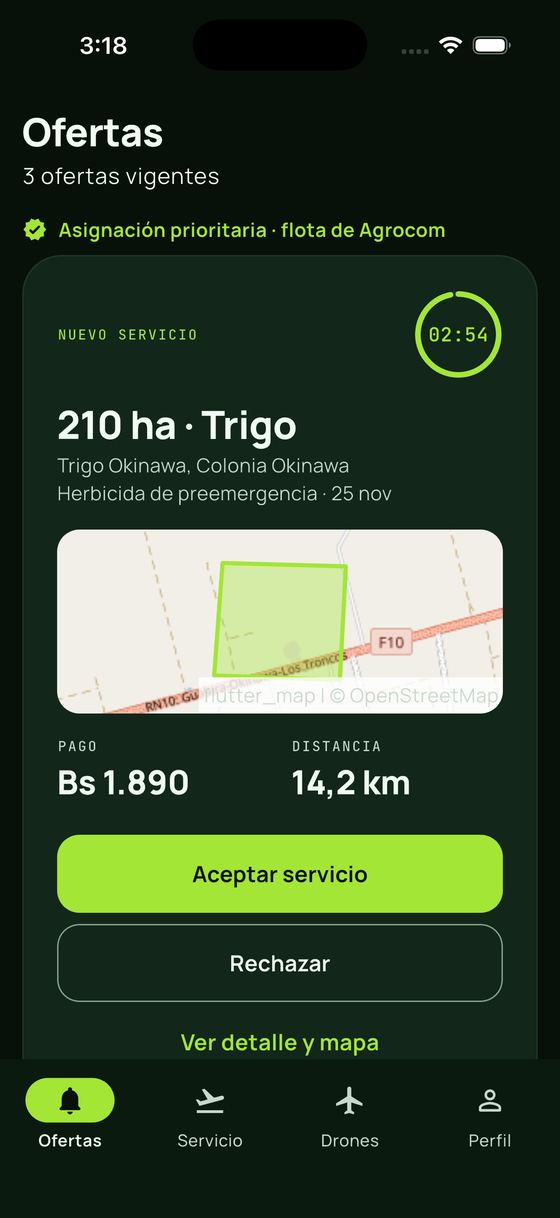 3:18
Ofertas
3 ofertas vigentes
Asignación prioritaria · flota de Agrocom
NUEVO SERVICIO
02:54
210 ha · Trigo
Trigo Okinawa, Colonia Okinawa
Herbicida de preemergencia · 25 nov
F10
RN10:
-Los Troncos
flutter_map | © OpenStreetMap
PAGO
DISTANCIA
Bs 1.890
14,2 km
Aceptar servicio
Rechazar
Ver detalle y mapa
Ofertas
Servicio
Drones
Perfil